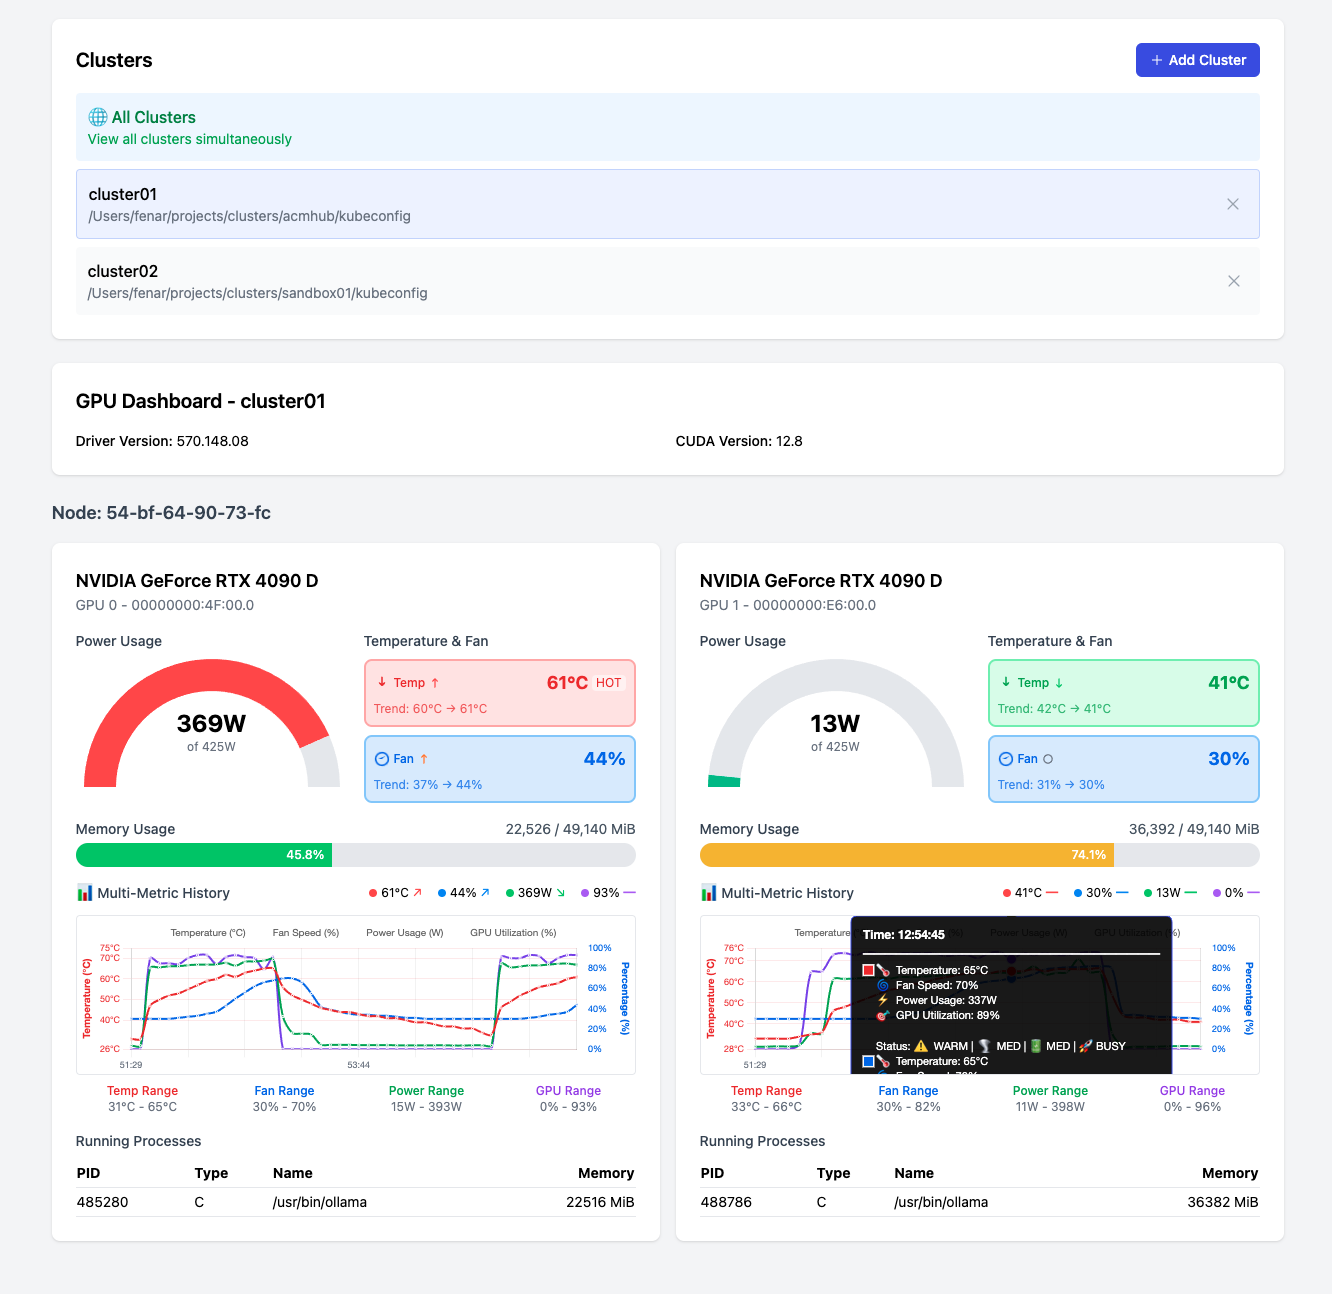 Clusters
+ Add Cluster
All Clusters
View all clusters simultaneously
cluster01
/Users/fenar/projects/clusters/acmhub/kubeconfig
cluster02
/Users/fenar/projects/clusters/sandbox01/kubeconfig
GPU Dashboard - cluster01
Driver Version: 570.148.08
CUDA Version: 12.8
Node: 54-bf-64-90-73-fc
NVIDIA GeForce RTX 4090 D
GPU 0 - 00000000:4F:00.0
Power Usage
369W
of 425W
Temperature & Fan
↓ Temp ↑ 61°C HOT
Trend: 60°C → 61°C
Fan ↑ 44%
Trend: 37% → 44%
Memory Usage 22,526 / 49,140 MiB
45.8%
Multi-Metric History 61°C ↗ 44% ↗ 369W ↘ 93% —
Temperature (°C) Fan Speed (%) Power Usage (W) GPU Utilization (%)
Temperature (°C)
75°C
70°C
60°C
50°C
40°C
26°C
100%
80%
60%
40%
20%
0%
Percentage (%)
51:29 53:44
Temp Range Fan Range Power Range GPU Range
31°C - 65°C 30% - 70% 15W - 393W 0% - 93%
Running Processes
PID Type Name Memory
485280 C /usr/bin/ollama 22516 MiB
NVIDIA GeForce RTX 4090 D
GPU 1 - 00000000:E6:00.0
Power Usage
13W
of 425W
Temperature & Fan
↓ Temp ↓ 41°C
Trend: 42°C → 41°C
Fan 30%
Trend: 31% → 30%
Memory Usage 36,392 / 49,140 MiB
74.1%
Multi-Metric History 41°C — 30% — 13W — 0% —
Temperature Power Usage (W) GPU Utilization (%)
Temperature (°C)
76°C
70°C
60°C
50°C
40°C
28°C
Time: 12:54:45
Temperature: 65°C
Fan Speed: 70%
Power Usage: 337W
GPU Utilization: 89%
Status: WARM | MED | MED | BUSY
Temperature: 65°C
100%
80%
60%
40%
20%
0%
Percentage (%)
51:29
Temp Range Fan Range Power Range GPU Range
33°C - 66°C 30% - 82% 11W - 398W 0% - 96%
Running Processes
PID Type Name Memory
488786 C /usr/bin/ollama 36382 MiB